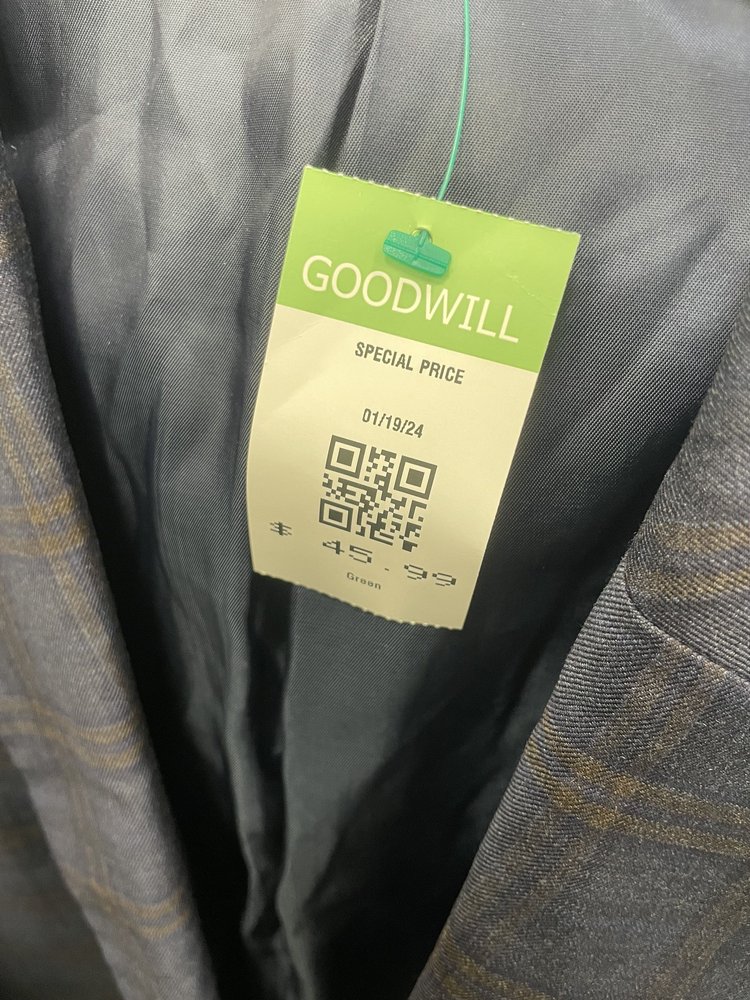 GOODWILL
SPECIAL PRICE
01/19/24
$ 45.99
Green